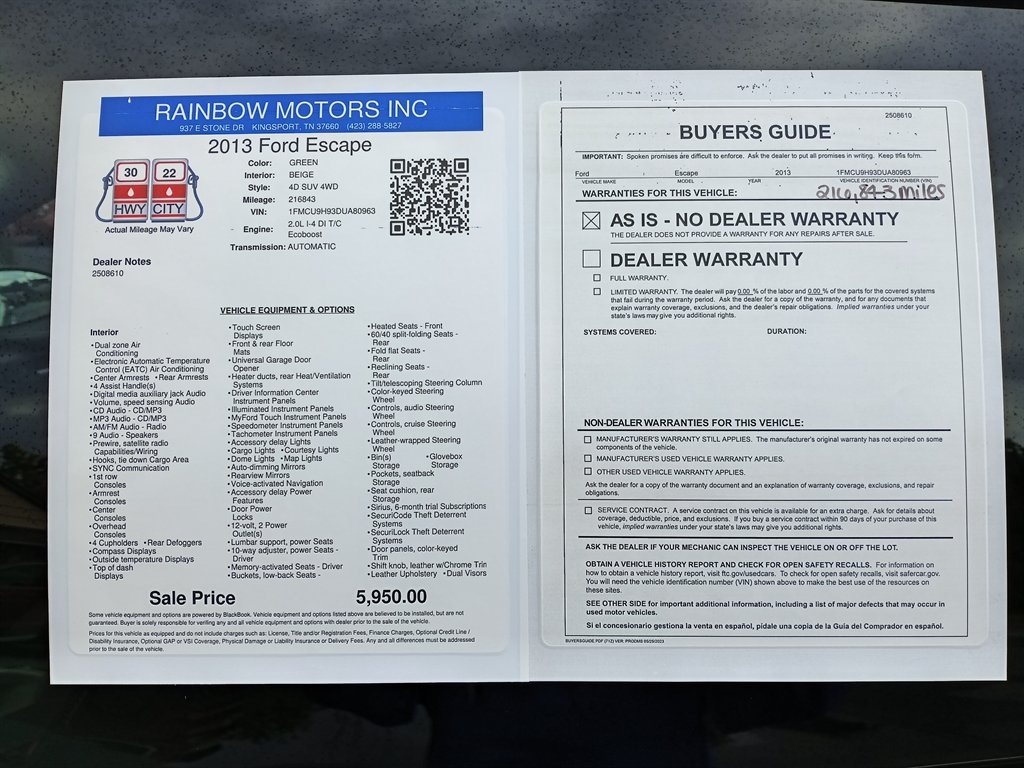 RAINBOW MOTORS INC
937 E STONE DR KINGSPORT, TN 37660 (423) 288-5827
2013 Ford Escape
30 22
HWY CITY
Actual Mileage May Vary
Color: GREEN
Interior: BEIGE
Style: 4D SUV 4WD
Mileage: 216843
VIN: 1FMCU9H93DUA80963
Engine: 2.0L I-4 DI T/C
Ecoboost
Transmission: AUTOMATIC
Dealer Notes
2508610
VEHICLE EQUIPMENT & OPTIONS
Interior
•Dual zone Air
Conditioning
•Electronic Automatic Temperature
Control (EATC) Air Conditioning
•Center Armrests •Rear Armrests
•4 Assist Handle(s)
•Digital media auxiliary jack Audio
•Volume, speed sensing Audio
•CD Audio - CD/MP3
•MP3 Audio - CD/MP3
•AM/FM Audio - Radio
•9 Audio - Speakers
•Prewire, satellite radio
Capabilities/Wiring
•Hooks, tie down Cargo Area
•SYNC Communication
•1st row
Consoles
•Armrest
Consoles
•Center
Consoles
•Overhead
Consoles
•4 Cupholders •Rear Defoggers
•Compass Displays
•Outside temperature Displays
•Top of dash
Displays
•Touch Screen
Displays
•Front & rear Floor
Mats
•Universal Garage Door
Opener
•Heater ducts, rear Heat/Ventilation
Systems
•Driver Information Center
Instrument Panels
•Illuminated Instrument Panels
•MyFord Touch Instrument Panels
•Speedometer Instrument Panels
•Tachometer Instrument Panels
•Accessory delay Lights
•Cargo Lights •Courtesy Lights
•Dome Lights •Map Lights
•Auto-dimming Mirrors
•Rearview Mirrors
•Voice-activated Navigation
•Accessory delay Power
Features
•Door Power
Locks
•12-volt, 2 Power
Outlet(s)
•Lumbar support, power Seats
•10-way adjuster, power Seats -
Driver
•Memory-activated Seats - Driver
•Buckets, low-back Seats -
•Heated Seats - Front
•60/40 split-folding Seats -
Rear
•Fold flat Seats -
Rear
•Reclining Seats -
Rear
•Tilt/telescoping Steering Column
•Color-keyed Steering
Wheel
•Controls, audio Steering
Wheel
•Controls, cruise Steering
Wheel
•Leather-wrapped Steering
Wheel
•Bin(s) •Glovebox
Storage Storage
•Pockets, seatback
Storage
•Seat cushion, rear
Storage
•Sirius, 6-month trial Subscriptions
•SecuriCode Theft Deterrent
Systems
•SecuriLock Theft Deterrent
Systems
•Door panels, color-keyed
Trim
•Shift knob, leather w/Chrome Trin
•Leather Upholstery •Dual Visors
Sale Price 5,950.00
Some vehicle equipment and options are powered by BlackBook. Vehicle equipment and options listed above are believed to be installed, but are not
guaranteed. Buyer is solely responsible for verifying any and all vehicle equipment and options with dealer prior to the sale of the vehicle.
Prices for this vehicle as equipped and do not include charges such as: License, Title and/or Registration Fees, Finance Charges, Optional Credit Line /
Disability Insurance, Optional GAP or VSI Coverage, Physical Damage or Liability Insurance or Delivery Fees. Any and all differences must be addressed
prior to the sale of the vehicle.
2508610
BUYERS GUIDE
IMPORTANT: Spoken promises are difficult to enforce. Ask the dealer to put all promises in writing. Keep this form.
Ford Escape 2013 1FMCU9H93DUA80963
VEHICLE MAKE MODEL YEAR VEHICLE IDENTIFICATION NUMBER (VIN)
WARRANTIES FOR THIS VEHICLE: 216,843 miles
AS IS - NO DEALER WARRANTY
THE DEALER DOES NOT PROVIDE A WARRANTY FOR ANY REPAIRS AFTER SALE.
DEALER WARRANTY
FULL WARRANTY.
LIMITED WARRANTY. The dealer will pay 0.00 % of the labor and 0.00 % of the parts for the covered systems
that fail during the warranty period. Ask the dealer for a copy of the warranty, and for any documents that
explain warranty coverage, exclusions, and the dealer's repair obligations. Implied warranties under your
state's laws may give you additional rights.
SYSTEMS COVERED: DURATION:
NON-DEALER WARRANTIES FOR THIS VEHICLE:
MANUFACTURER'S WARRANTY STILL APPLIES. The manufacturer's original warranty has not expired on some
components of the vehicle.
MANUFACTURER'S USED VEHICLE WARRANTY APPLIES.
OTHER USED VEHICLE WARRANTY APPLIES.
Ask the dealer for a copy of the warranty document and an explanation of warranty coverage, exclusions, and repair
obligations.
SERVICE CONTRACT. A service contract on this vehicle is available for an extra charge. Ask for details about
coverage, deductible, price, and exclusions. If you buy a service contract within 90 days of your purchase of this
vehicle, implied warranties under your state's laws may give you additional rights.
ASK THE DEALER IF YOUR MECHANIC CAN INSPECT THE VEHICLE ON OR OFF THE LOT.
OBTAIN A VEHICLE HISTORY REPORT AND CHECK FOR OPEN SAFETY RECALLS. For information on
how to obtain a vehicle history report, visit ftc.gov/usedcars. To check for open safety recalls, visit safercar.gov.
You will need the vehicle identification number (VIN) shown above to make the best use of the resources on
these sites.
SEE OTHER SIDE for important additional information, including a list of major defects that may occur in
used motor vehicles.
Si el concesionario gestiona la venta en español, pídale una copia de la Guía del Comprador en español.
BUYERSGUIDE PDF (7/12) VER: PRODMB 05/25/2023